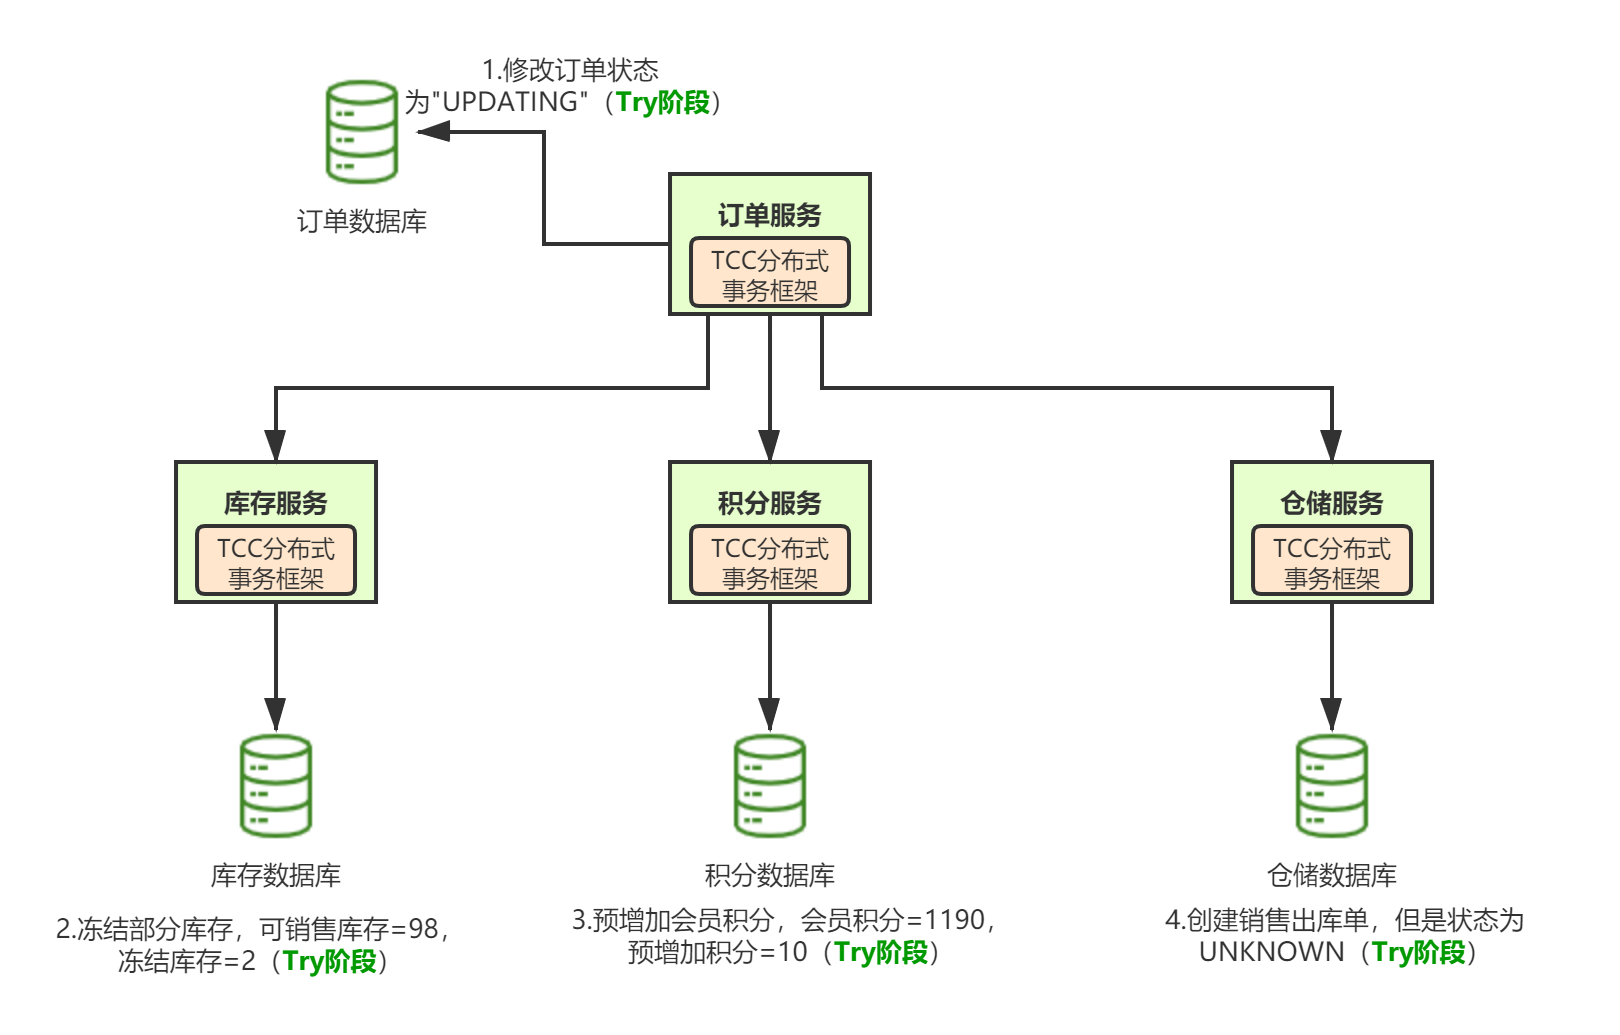 1.修改订单状态
为"UPDATING"（Try阶段）
订单数据库
订单服务
TCC分布式
事务框架
库存服务
TCC分布式
事务框架
积分服务
TCC分布式
事务框架
仓储服务
TCC分布式
事务框架
库存数据库
2.冻结部分库存，可销售库存=98，
冻结库存=2（Try阶段）
积分数据库
3.预增加会员积分，会员积分=1190，
预增加积分=10（Try阶段）
仓储数据库
4.创建销售出库单，但是状态为
UNKNOWN（Try阶段）